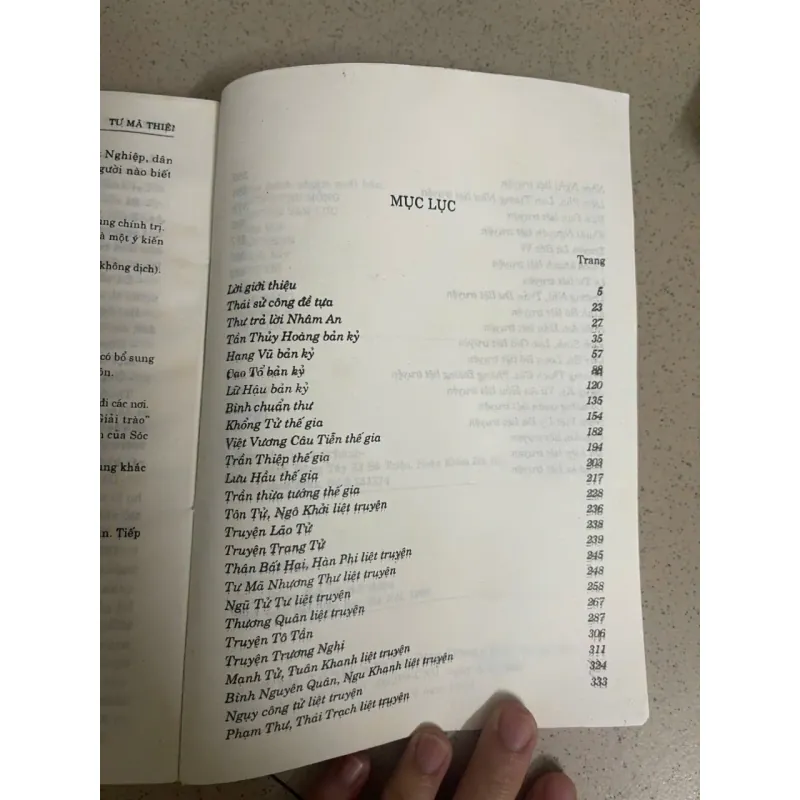 TƯ MÃ THIÊ
Nghiệp, dân
gười nào biết
ng chính trị.
một ý kiến
không dịch).
có bổ sung
ôn.
đi các nơi.
Giải trào"
của Sóc
ng khác
n. Tiếp
MỤC LỤC
Trang
Lời giới thiệu 5
Thái sử công đề tựa 23
Thư trả lời Nhâm An 27
Tần Thủy Hoàng bản kỷ 35
Hạng Vũ bản kỷ 57
Cao Tổ bản kỷ 88
Lữ Hậu bản kỷ 120
Bình chuẩn thư 135
Khổng Tử thế gia 154
Việt Vương Câu Tiễn thế gia 182
Trần Thiệp thế gia 194
Lưu Hầu thế gia 203
Trần thừa tướng thế gia 217
Tôn Tử, Ngô Khởi liệt truyện 228
Truyện Lão Tử 236
Truyện Trang Tử 238
Thân Bất Hại, Hàn Phi liệt truyện 239
Tư Mã Nhương Thư liệt truyện 245
Ngũ Tử Tư liệt truyện 248
Thương Quân liệt truyện 258
Truyện Tô Tần 267
Truyện Trương Nghi 287
Mạnh Tử, Tuân Khanh liệt truyện 306
Bình Nguyên Quân, Ngu Khanh liệt truyện 311
Ngụy công tử liệt truyện 324
Phạm Thư, Thái Trạch liệt truyện 333